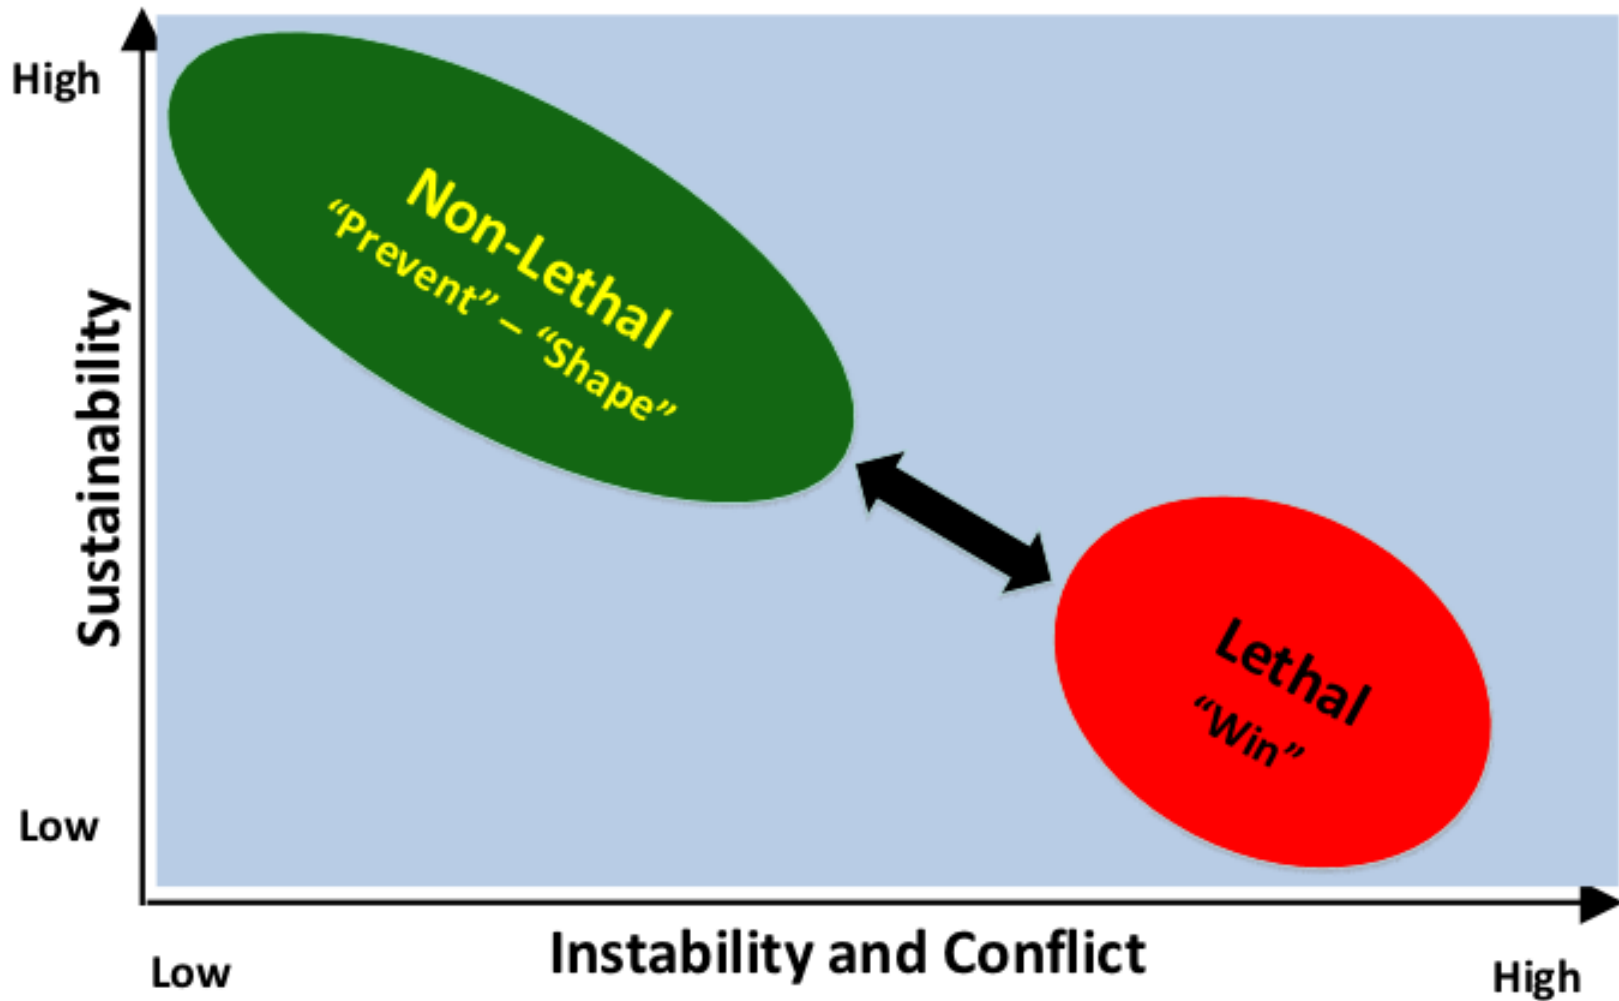 High
Non-Lethal
“Prevent” – “Shape”
Sustainability
Lethal
“Win”
Low
Low
Instability and Conflict
High